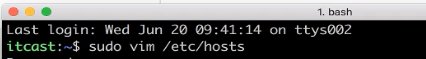 1. bash
Last login: Wed Jun 20 09:41:14 on ttys002
itcast:~$ sudo vim /etc/hosts